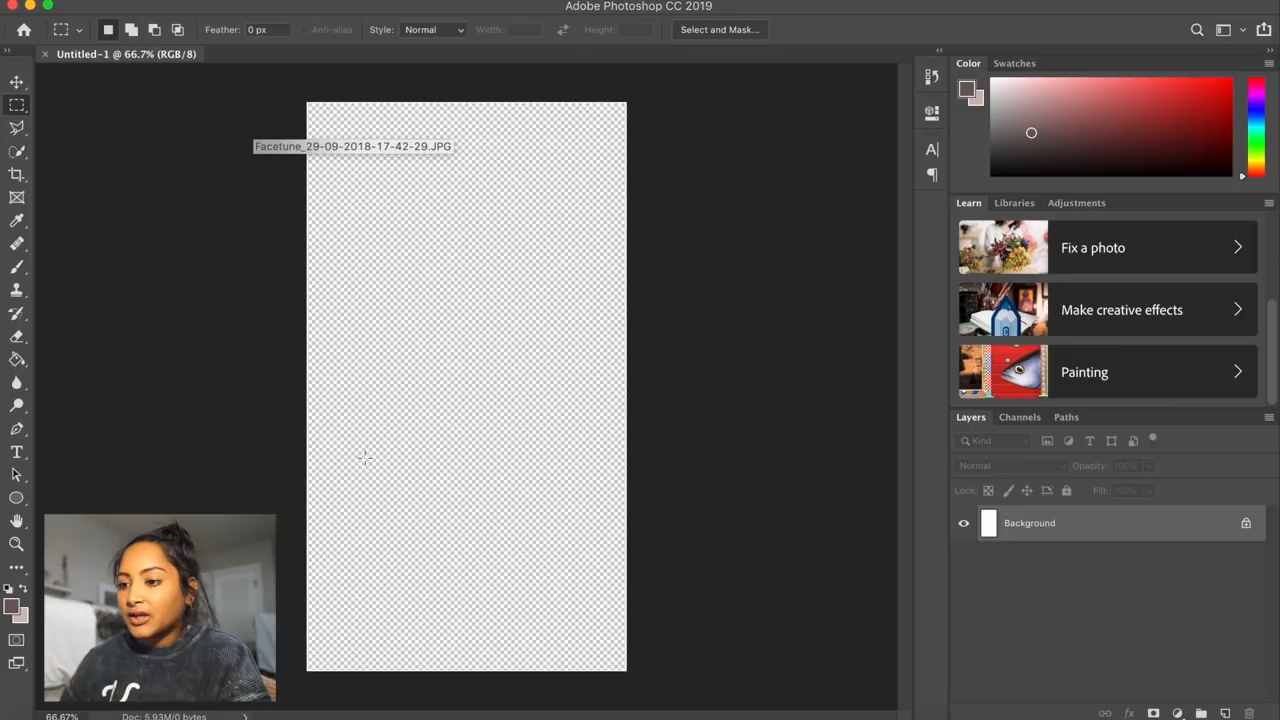 Adobe Photoshop CC 2019
Feather: 0 px Anti-alias Style: Normal Width: Height: Select and Mask...
Untitled-1 @ 66.7% (RGB/8)
Facetune_29-09-2018-17-42-29.JPG
Color Swatches
Learn Libraries Adjustments
Fix a photo
Make creative effects
Painting
Layers Channels Paths
Kind
Normal Opacity: 100%
Lock: Fill: 100%
Background
66.67% Doc: 5.93M/0 bytes